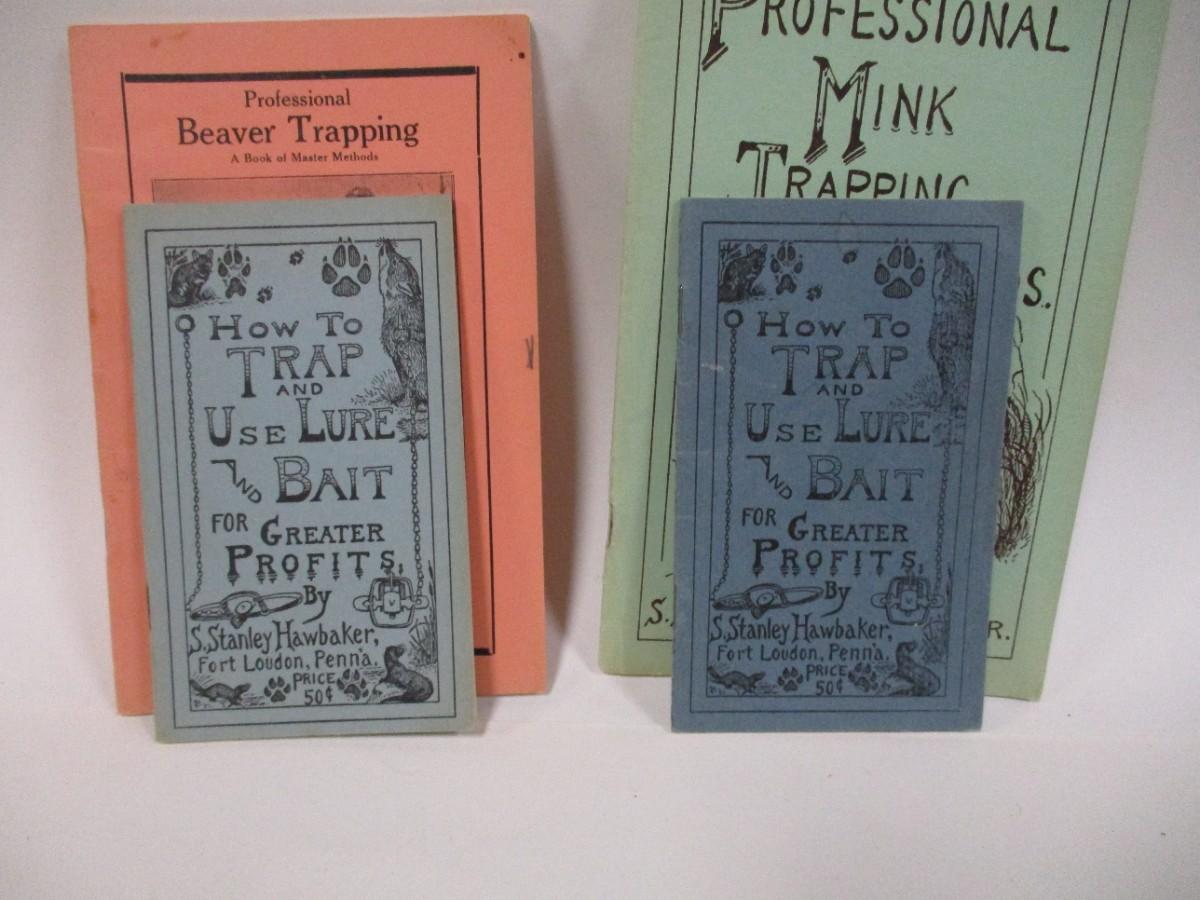 Professional
Beaver Trapping
A Book of Master Methods
PROFESSIONAL
MINK
TRAPPING
S.
S.
R.
HOW TO
TRAP
AND
USE LURE
AND BAIT
FOR GREATER
PROFITS,
By
S. Stanley Hawbaker,
Fort Loudon, Penn'a.
PRICE
50¢
HOW TO
TRAP
AND
USE LURE
AND BAIT
FOR GREATER
PROFITS,
By
S. Stanley Hawbaker,
Fort Loudon, Penn'a.
PRICE
50¢